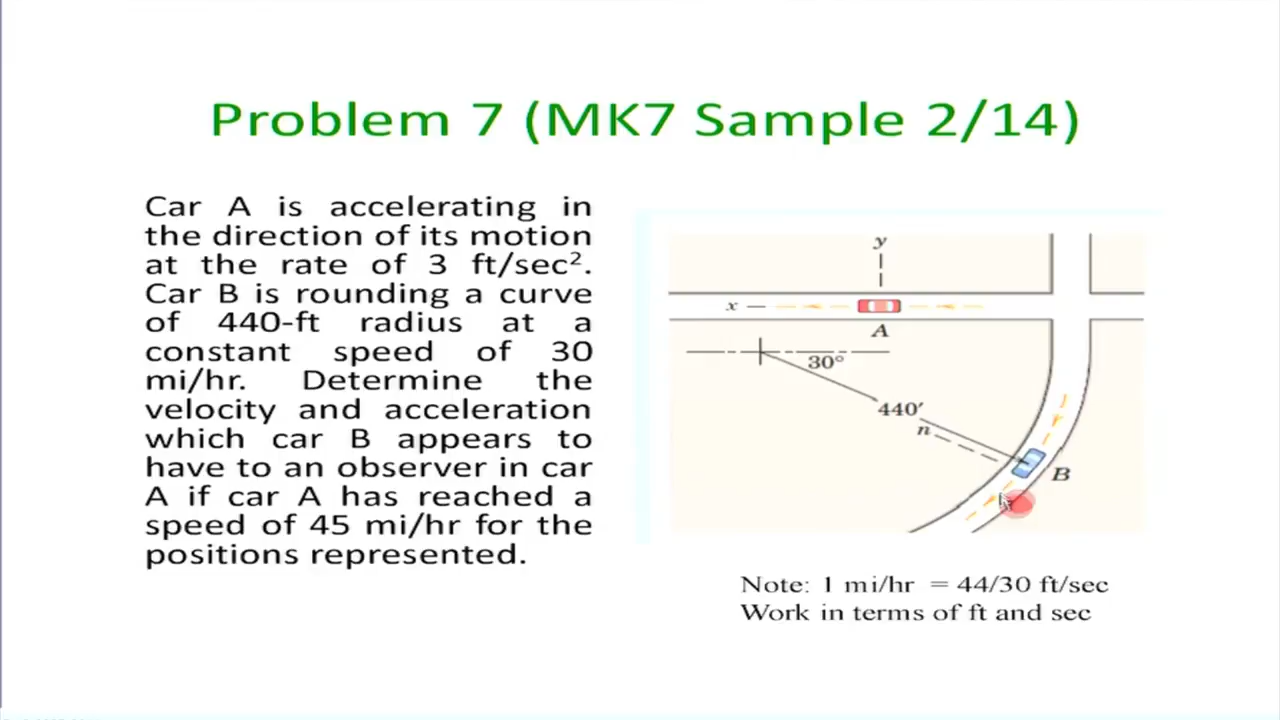 Problem 7 (MK7 Sample 2/14)
Car A is accelerating in
the direction of its motion
at the rate of 3 ft/sec².
Car B is rounding a curve
of 440-ft radius at a
constant speed of 30
mi/hr. Determine the
velocity and acceleration
which car B appears to
have to an observer in car
A if car A has reached a
speed of 45 mi/hr for the
positions represented.
y
x
A
30°
440′
n
B
Note: 1 mi/hr = 44/30 ft/sec
Work in terms of ft and sec